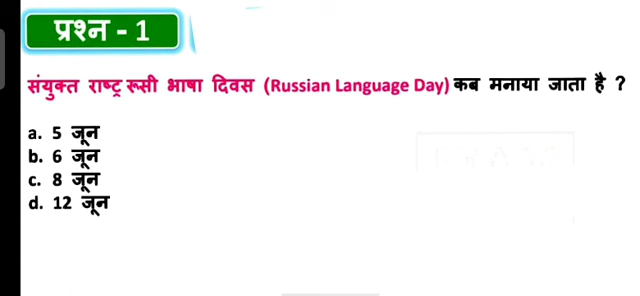 प्रश्न - 1
संयुक्त राष्ट्र रूसी भाषा दिवस (Russian Language Day) कब मनाया जाता है ?
a. 5 जून
b. 6 जून
c. 8 जून
d. 12 जून